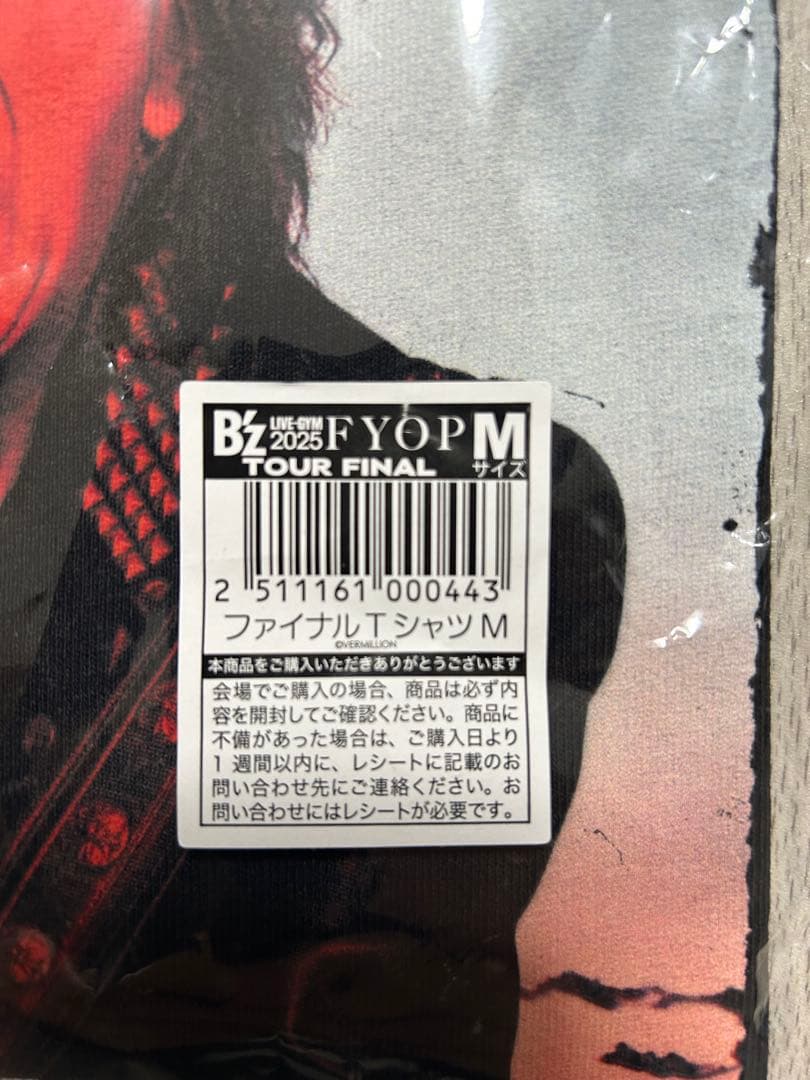 B'z LIVE-GYM 2025 FYOP M
TOUR FINAL サイズ
2 511161 000443
ファイナルTシャツ M
©VERMILLION
本商品をご購入いただきありがとうございます
会場でご購入の場合、商品は必ず内
容を開封してご確認ください。商品に
不備があった場合は、ご購入日より
1週間以内に、レシートに記載のお
問い合わせ先にご連絡ください。お
問い合わせにはレシートが必要です。